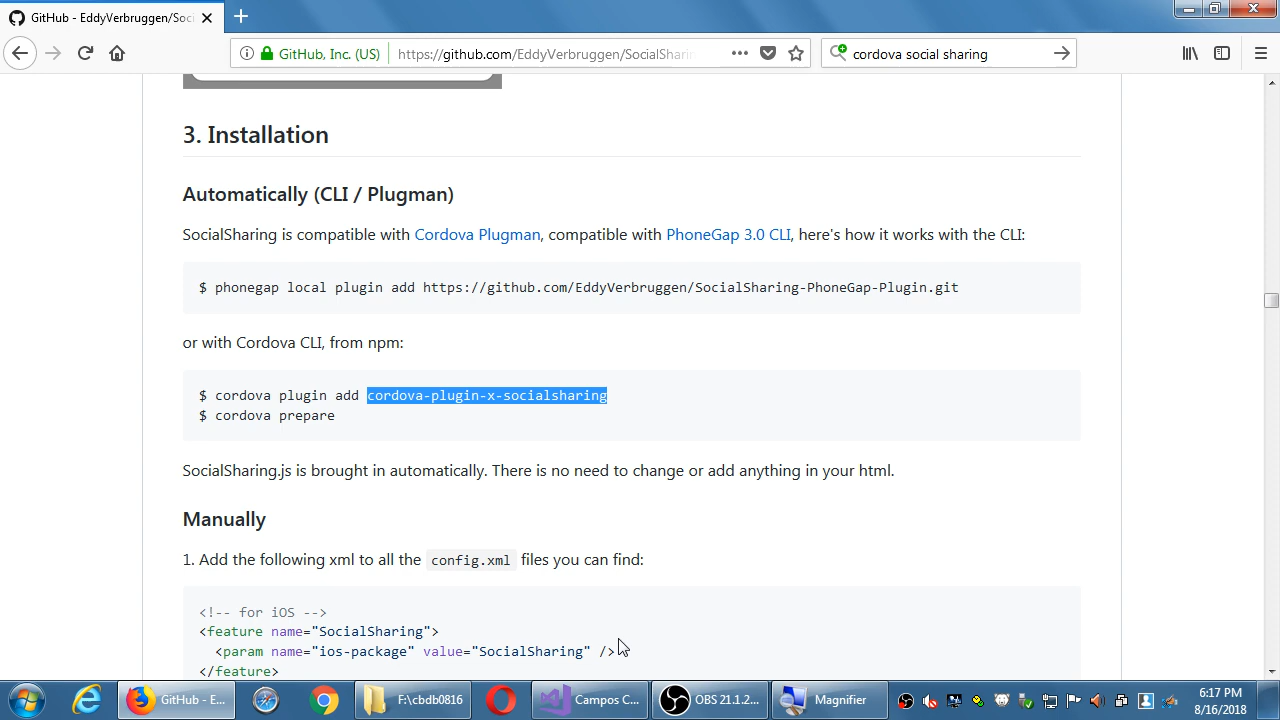 GitHub - EddyVerbruggen/Soci
GitHub, Inc. (US)
https://github.com/EddyVerbruggen/SocialSharin
cordova social sharing
3. Installation
Automatically (CLI / Plugman)
SocialSharing is compatible with Cordova Plugman, compatible with PhoneGap 3.0 CLI, here's how it works with the CLI:
$ phonegap local plugin add https://github.com/EddyVerbruggen/SocialSharing-PhoneGap-Plugin.git
or with Cordova CLI, from npm:
$ cordova plugin add cordova-plugin-x-socialsharing
$ cordova prepare
SocialSharing.js is brought in automatically. There is no need to change or add anything in your html.
Manually
1. Add the following xml to all the config.xml files you can find:
<!-- for iOS -->
<feature name="SocialSharing">
<param name="ios-package" value="SocialSharing" />
</feature>
GitHub - E...
F:\cbdb0816
Campos C...
OBS 21.1.2...
Magnifier
6:17 PM
8/16/2018